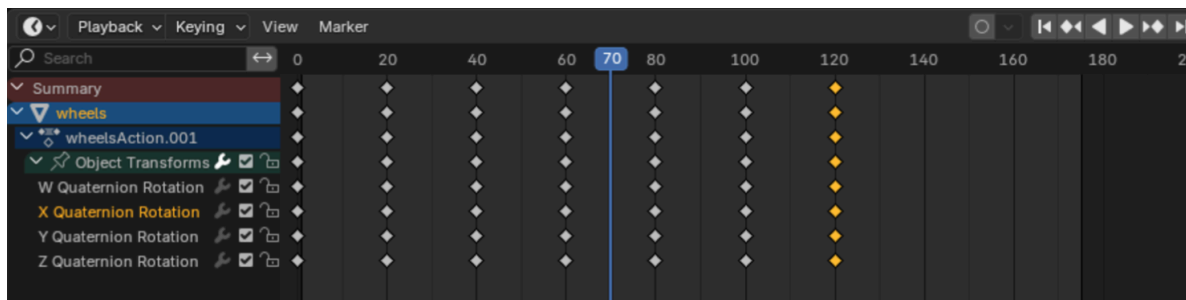 Playback Keying View Marker
Search 0 20 40 60 70 80 100 120 140 160 180 2
Summary
wheels
wheelsAction.001
Object Transforms
W Quaternion Rotation
X Quaternion Rotation
Y Quaternion Rotation
Z Quaternion Rotation